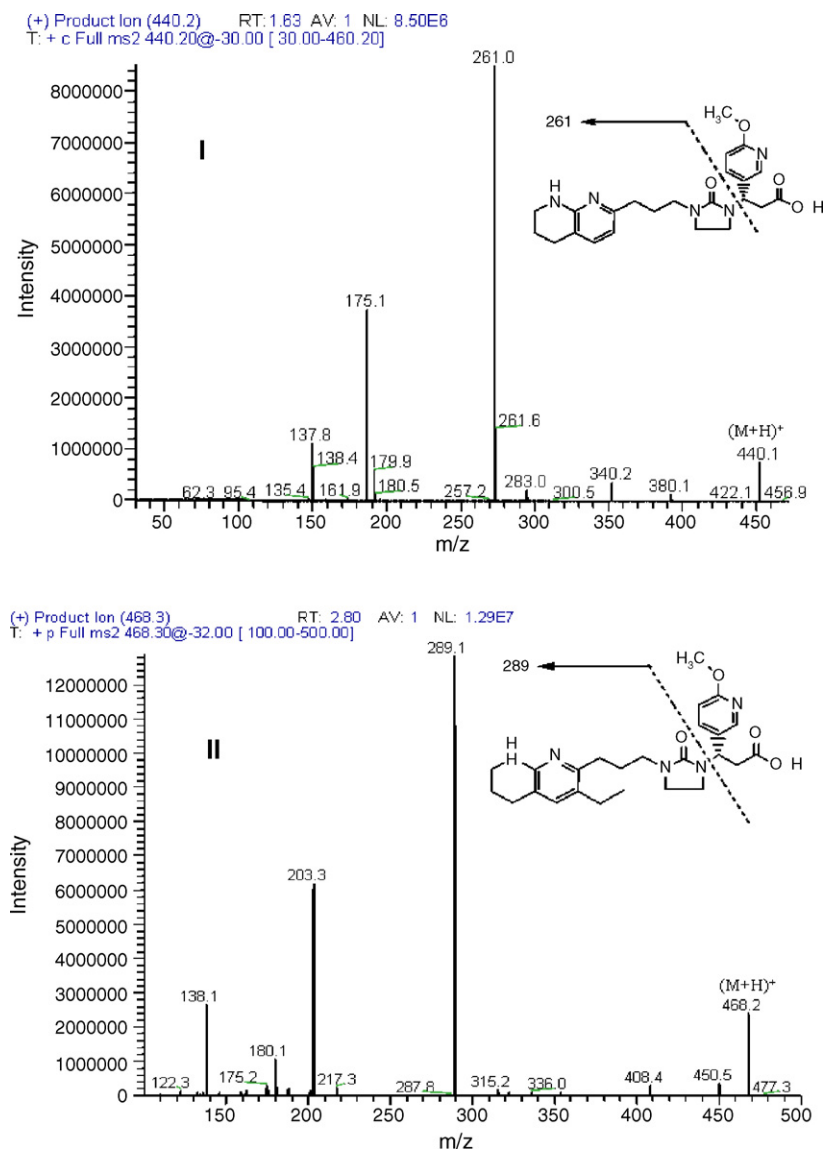 (+) Product Ion (440.2) RT: 1.63 AV: 1 NL: 8.50E6
T: + c Full ms2 440.20@-30.00 [ 30.00-460.20]
261.0
8000000
7000000
6000000
5000000
4000000
3000000
2000000
1000000
0
Intensity
I
261
H3C
O
N
O
O
H
N
N
N
N
O H
175.1
137.8
138.4
179.9
261.6
(M+H)+
440.1
62.3 95.4 135.4 161.9 180.5 257.2 283.0 300.5 340.2 380.1 422.1 456.9
50 100 150 200 250 300 350 400 450
m/z
(+) Product Ion (468.3) RT: 2.80 AV: 1 NL: 1.29E7
T: + p Full ms2 468.30@-32.00 [ 100.00-500.00]
289.1
12000000
11000000
10000000
9000000
8000000
7000000
6000000
5000000
4000000
3000000
2000000
1000000
0
Intensity
II
289
H3C
O
N
O
O
H
H
N
N
N
O H
203.3
138.1
180.1
(M+H)+
468.2
122.3 175.2 217.3 287.8 315.2 336.0 408.4 450.5 477.3
150 200 250 300 350 400 450 500
m/z